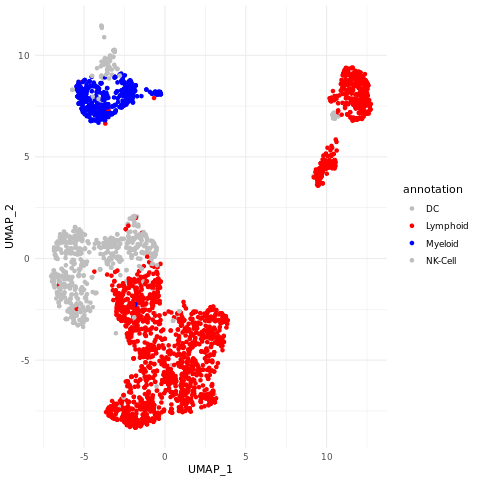 10
5
0
-5
UMAP_2
-5
0
5
10
UMAP_1
annotation
DC
Lymphoid
Myeloid
NK-Cell